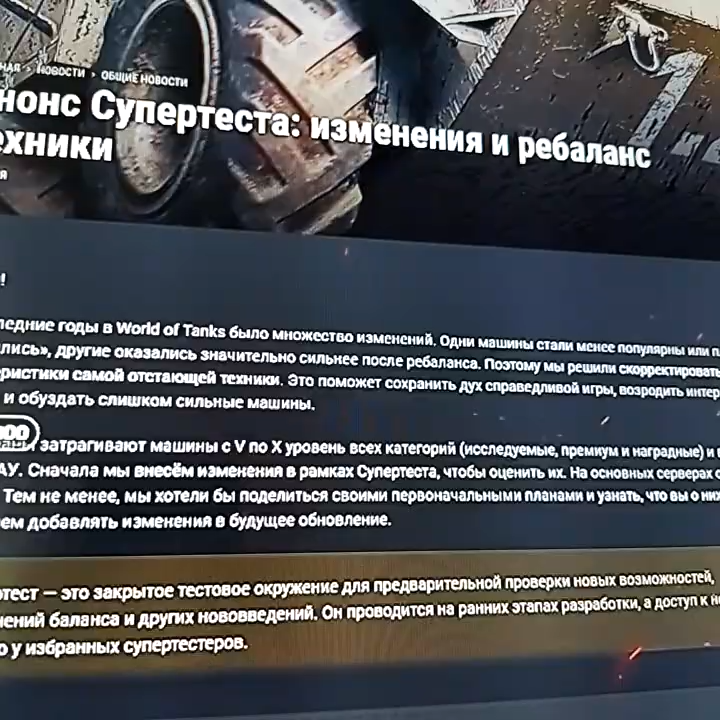 НАЯ > НОВОСТИ > ОБЩИЕ НОВОСТИ
нонс Супертеста: изменения и ребаланс
ехники
я
!
ледние годы в World of Tanks было множество изменений. Одни машины стали менее популярны или п
лись», другие оказались значительно сильнее после ребаланса. Поэтому мы решили скорректировать
ристики самой отстающей техники. Это поможет сохранить дух справедливой игры, возродить интер
и обуздать слишком сильные машины.
затрагивают машины с V по X уровень всех категорий (исследуемые, премиум и наградные) и
АУ. Сначала мы внесём изменения в рамках Супертеста, чтобы оценить их. На основных серверах
Тем не менее, мы хотели бы поделиться своими первоначальными планами и узнать, что вы о них
ем добавлять изменения в будущее обновление.
отест — это закрытое тестовое окружение для предварительной проверки новых возможностей,
нений баланса и других нововведений. Он проводится на ранних этапах разработки, а доступ к н
о у избранных супертестеров.